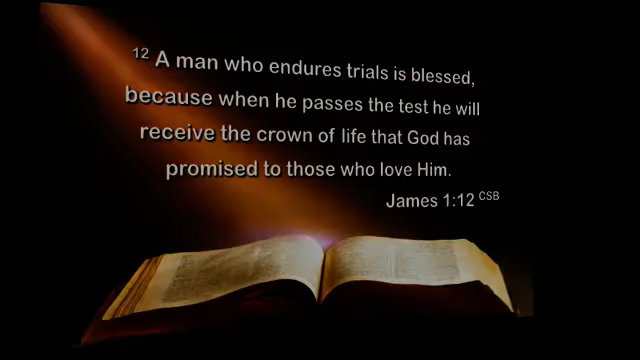 12 A man who endures trials is blessed,
because when he passes the test he will
receive the crown of life that God has
promised to those who love Him.
James 1:12 CSB